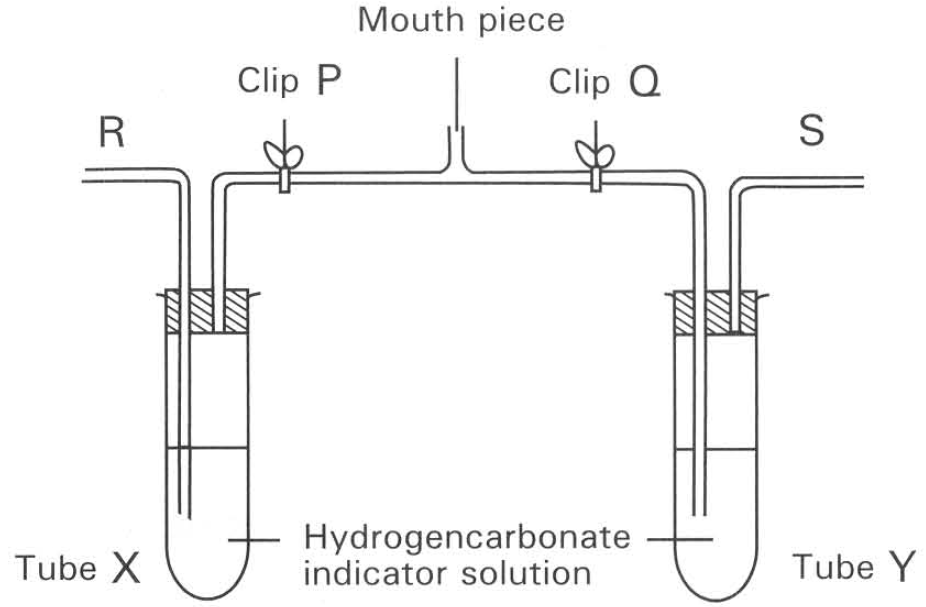 Mouth piece
Clip P
Clip Q
R
S
Hydrogencarbonate
indicator solution
Tube X
Tube Y